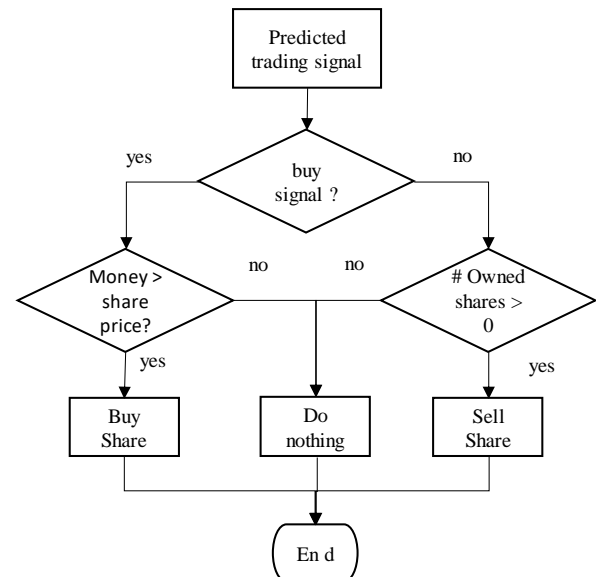 Predicted
trading signal
yes
no
buy
signal ?
Money >
share
price?
no
no
# Owned
shares >
0
yes
yes
Buy
Share
Do
nothing
Sell
Share
En d